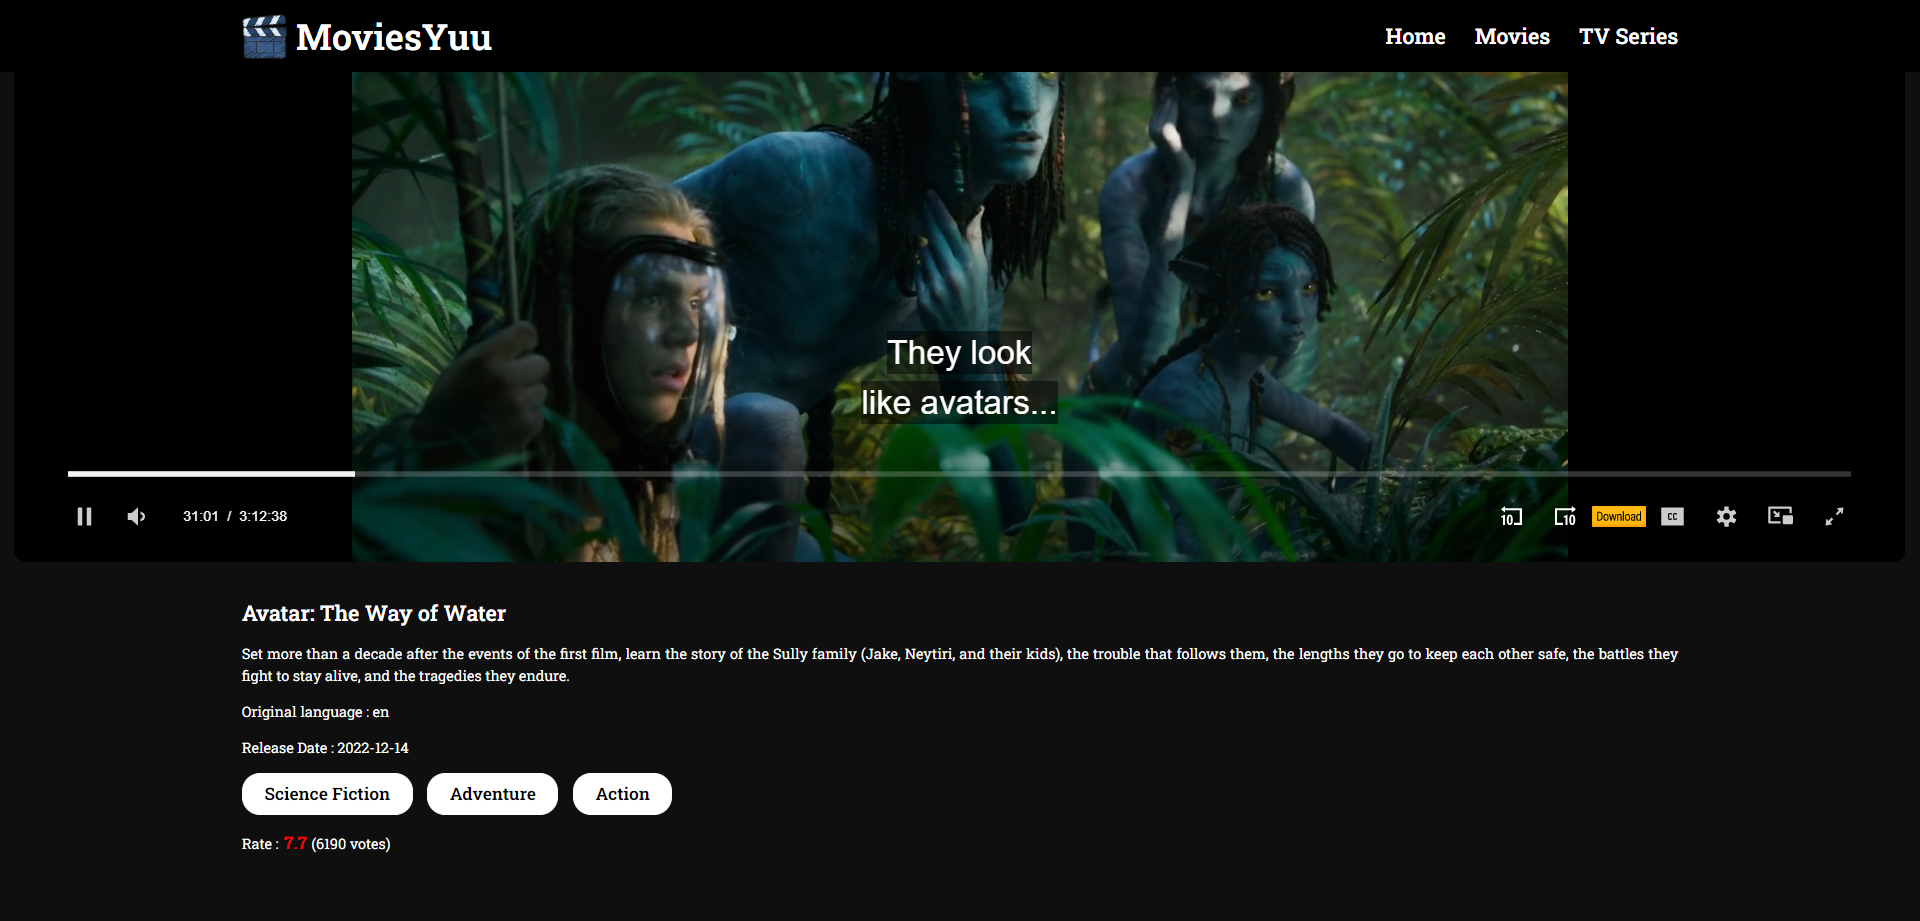 MoviesYuu
Home Movies TV Series
They look
like avatars...
31:01 / 3:12:38
10 10 Download CC
Avatar: The Way of Water
Set more than a decade after the events of the first film, learn the story of the Sully family (Jake, Neytiri, and their kids), the trouble that follows them, the lengths they go to keep each other safe, the battles they
fight to stay alive, and the tragedies they endure.
Original language : en
Release Date : 2022-12-14
Science Fiction Adventure Action
Rate : 7.7 (6190 votes)